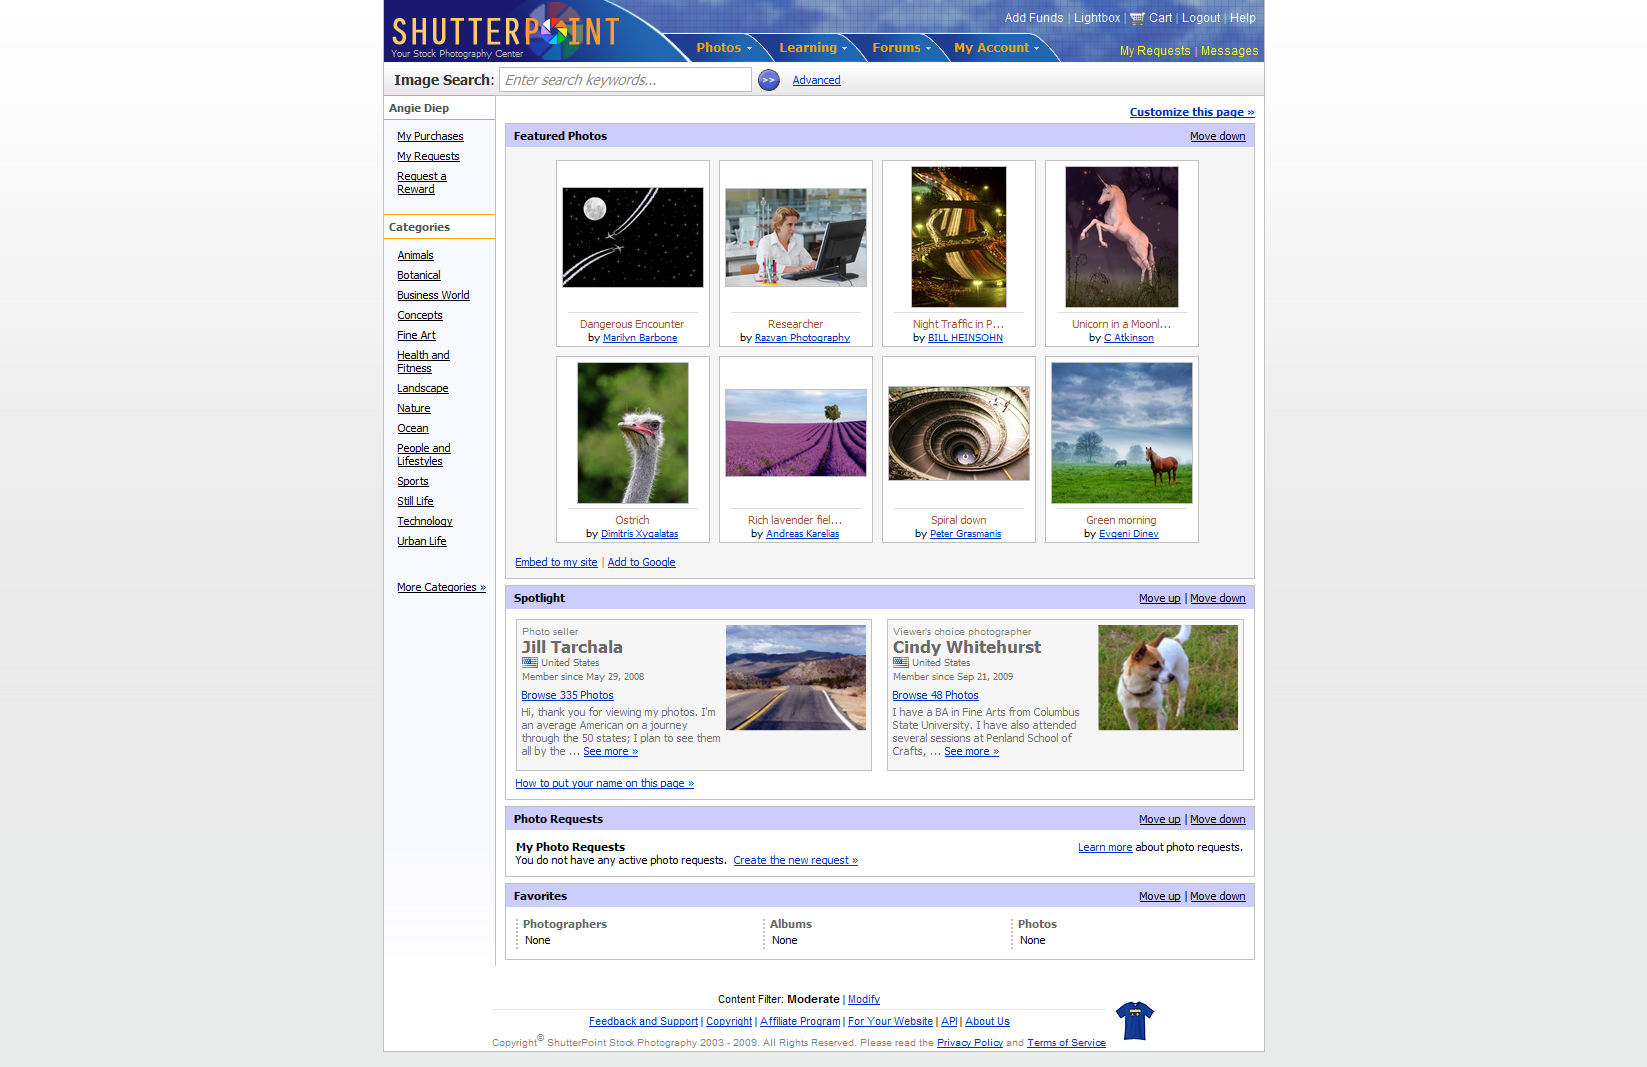 SHUTTERPOINT
Your Stock Photography Center
Add Funds | Lightbox | Cart | Logout | Help
Photos
Learning
Forums
My Account
My Requests | Messages
Image Search:
Enter search keywords...
>>
Advanced
Angie Diep
My Purchases
My Requests
Request a
Reward
Categories
Animals
Botanical
Business World
Concepts
Fine Art
Health and
Fitness
Landscape
Nature
Ocean
People and
Lifestyles
Sports
Still Life
Technology
Urban Life
More Categories »
Customize this page »
Featured Photos
Move down
Dangerous Encounter
by Marilyn Barbone
Researcher
by Razvan Photography
Night Traffic in P...
by BILL HEINSOHN
Unicorn in a Moonl...
by C Atkinson
Ostrich
by Dimitris Xygalatas
Rich lavender fiel...
by Andreas Karelias
Spiral down
by Peter Grasmanis
Green morning
by Evgeni Dinev
Embed to my site | Add to Google
Spotlight
Move up | Move down
Photo seller
Jill Tarchala
United States
Member since May 29, 2008
Browse 335 Photos
Hi, thank you for viewing my photos. I'm
an average American on a journey
through the 50 states; I plan to see them
all by the ... See more »
Viewer's choice photographer
Cindy Whitehurst
United States
Member since Sep 21, 2009
Browse 48 Photos
I have a BA in Fine Arts from Columbus
State University. I have also attended
several sessions at Penland School of
Crafts, ... See more »
How to put your name on this page »
Photo Requests
Move up | Move down
My Photo Requests
You do not have any active photo requests. Create the new request »
Learn more about photo requests.
Favorites
Move up | Move down
Photographers
None
Albums
None
Photos
None
Content Filter: Moderate | Modify
Feedback and Support | Copyright | Affiliate Program | For Your Website | API | About Us
Copyright© ShutterPoint Stock Photography 2003 - 2009. All Rights Reserved. Please read the Privacy Policy and Terms of Service